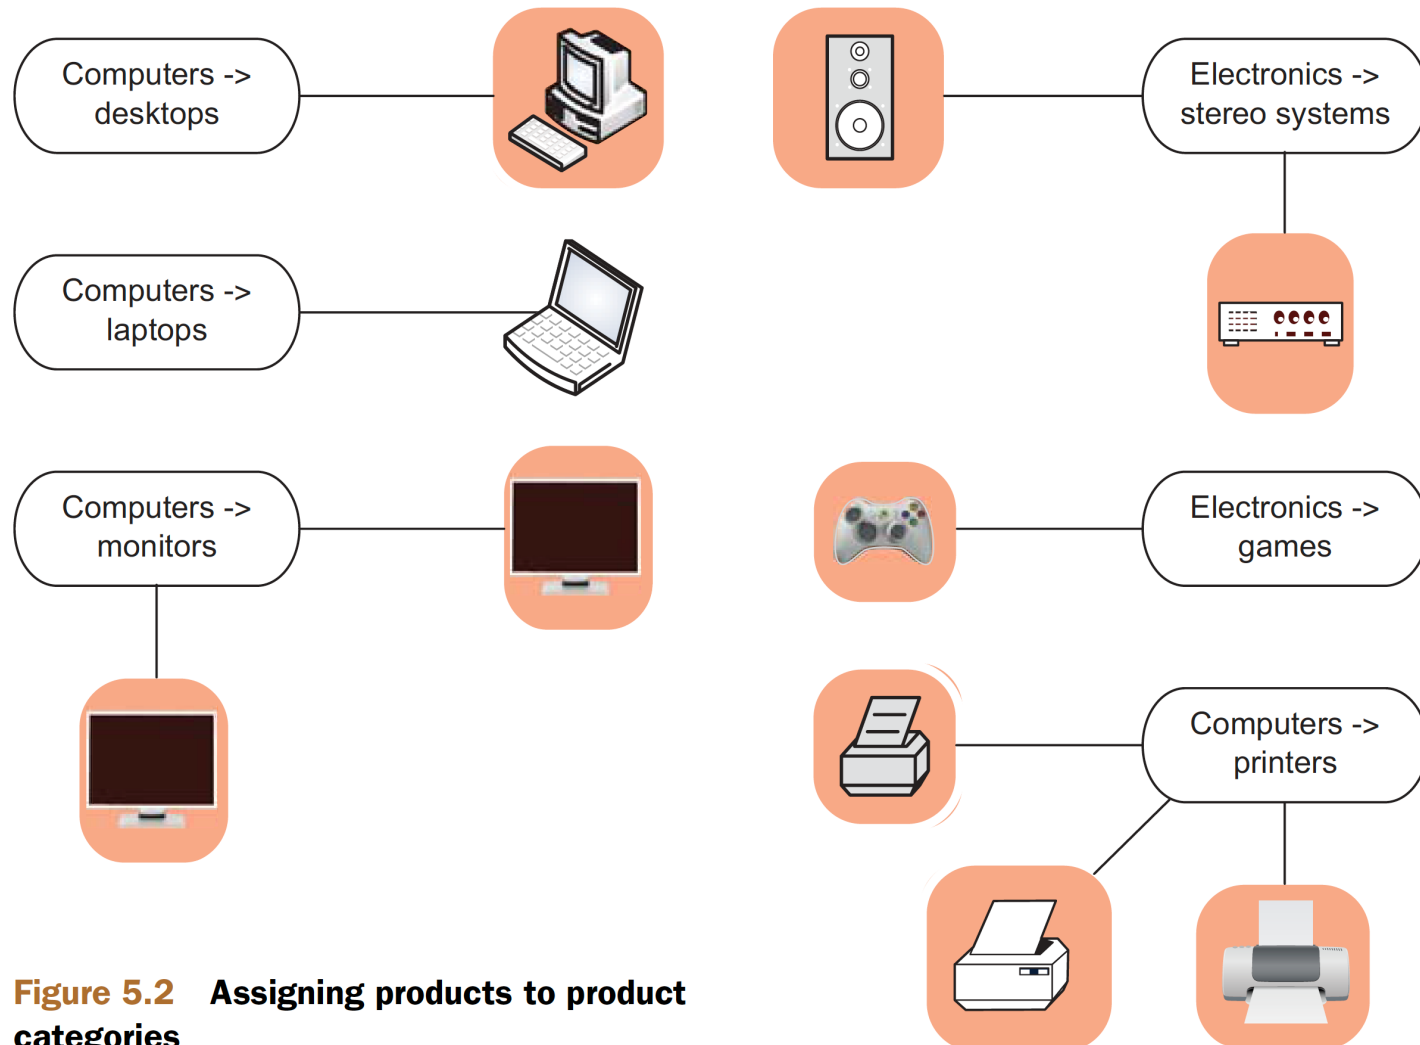 Computers ->
desktops
Electronics ->
stereo systems
Computers ->
laptops
Computers ->
monitors
Electronics ->
games
Computers ->
printers
Figure 5.2 Assigning products to product
categories